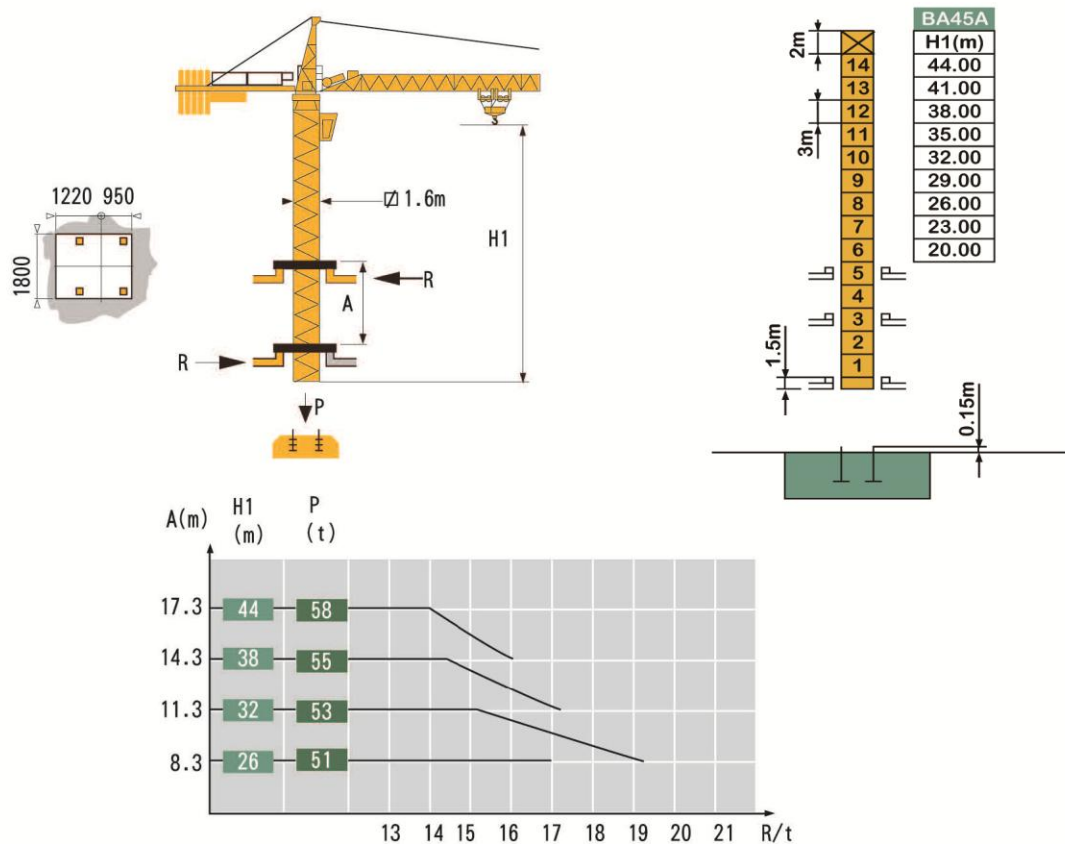 1220 950
1800
⌷ 1.6m
H1
R
A
R
P
2m
3m
1.5m
14
13
12
11
10
9
8
7
6
5
4
3
2
1
BA45A
H1(m)
44.00
41.00
38.00
35.00
32.00
29.00
26.00
23.00
20.00
0.15m
A(m) H1 P
(m) (t)
17.3 44 58
14.3 38 55
11.3 32 53
8.3 26 51
13 14 15 16 17 18 19 20 21 R/t